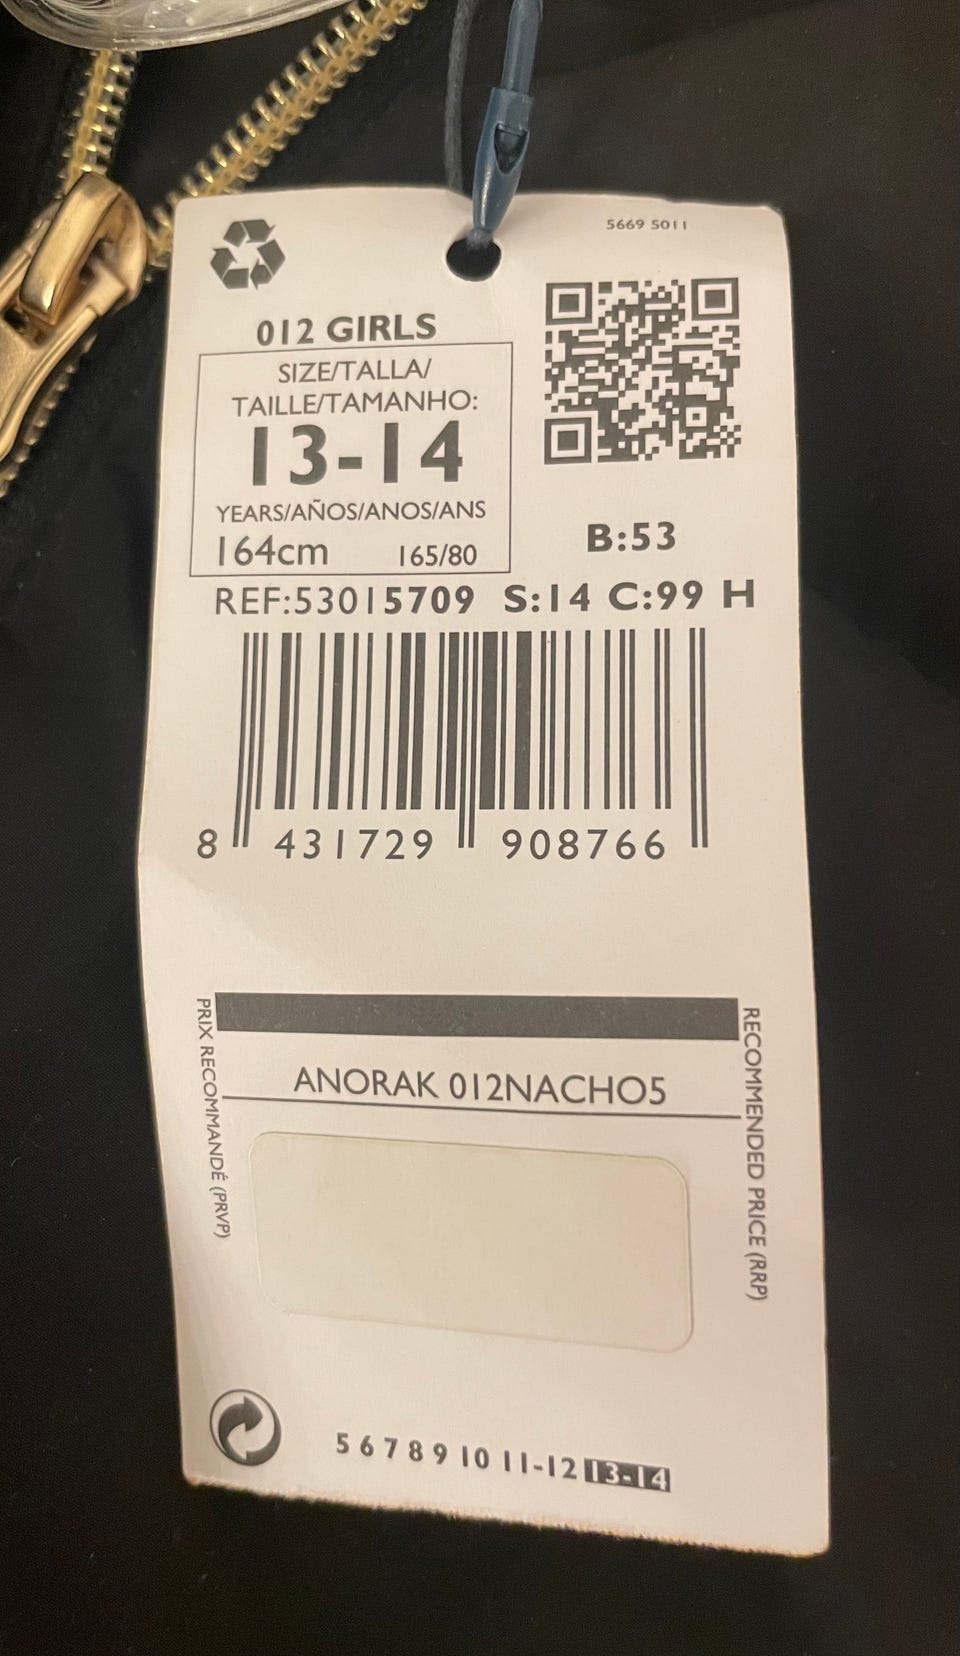 5669 5011
012 GIRLS
SIZE/TALLA/
TAILLE/TAMANHO:
13-14
YEARS/AÑOS/ANOS/ANS
164cm 165/80
B:53
REF:53015709 S:14 C:99 H
8 431729 908766
PRIX RECOMMANDÉ (PRVP)
RECOMMENDED PRICE (RRP)
ANORAK 012NACHO5
5 6 7 8 9 10 11-12 13-14